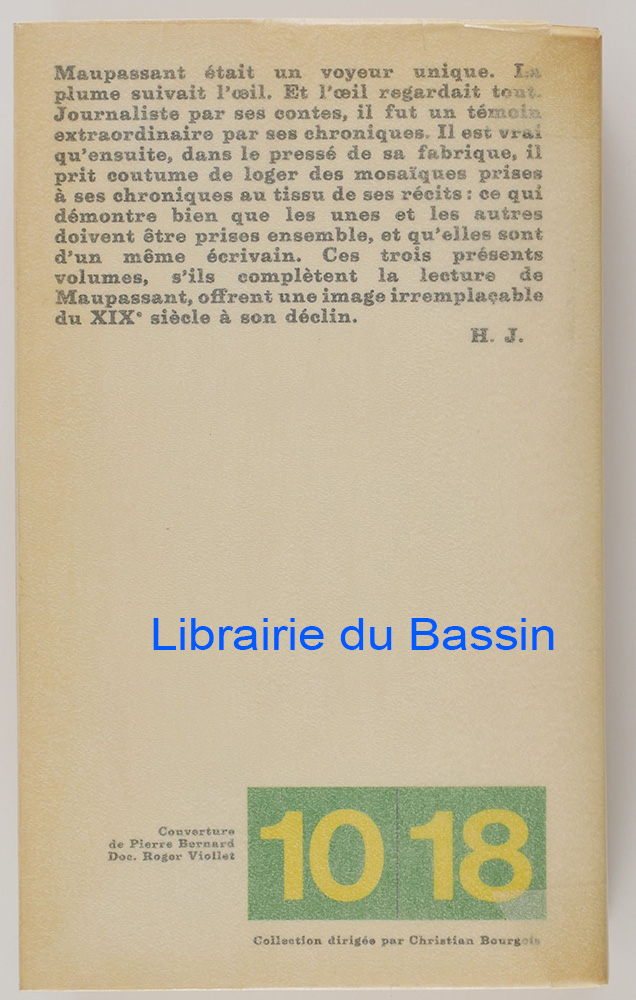 Maupassant était un voyeur unique. La
plume suivait l'œil. Et l'œil regardait tout.
Journaliste par ses contes, il fut un témoin
extraordinaire par ses chroniques. Il est vrai
qu'ensuite, dans le pressé de sa fabrique, il
prit coutume de loger des mosaïques prises
à ses chroniques au tissu de ses récits : ce qui
démontre bien que les unes et les autres
doivent être prises ensemble, et qu'elles sont
d'un même écrivain. Ces trois présents
volumes, s'ils complètent la lecture de
Maupassant, offrent une image irremplaçable
du XIXe siècle à son déclin.
H. J.
Librairie du Bassin
Couverture
de Pierre Bernard
Doc. Roger Viollet
10 18
Collection dirigée par Christian Bourgois